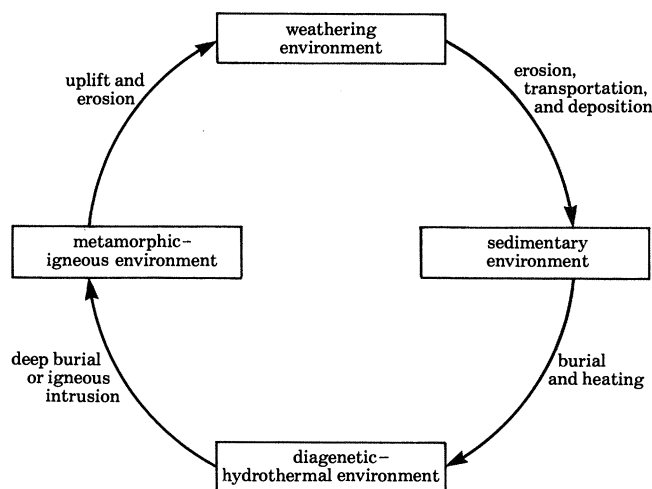 weathering
environment
erosion,
transportation,
and deposition
sedimentary
environment
burial
and heating
diagenetic–
hydrothermal environment
deep burial
or igneous
intrusion
metamorphic–
igneous environment
uplift and
erosion